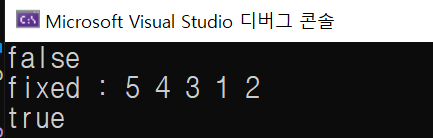 Microsoft Visual Studio 디버그 콘솔
false
fixed : 5 4 3 1 2
true